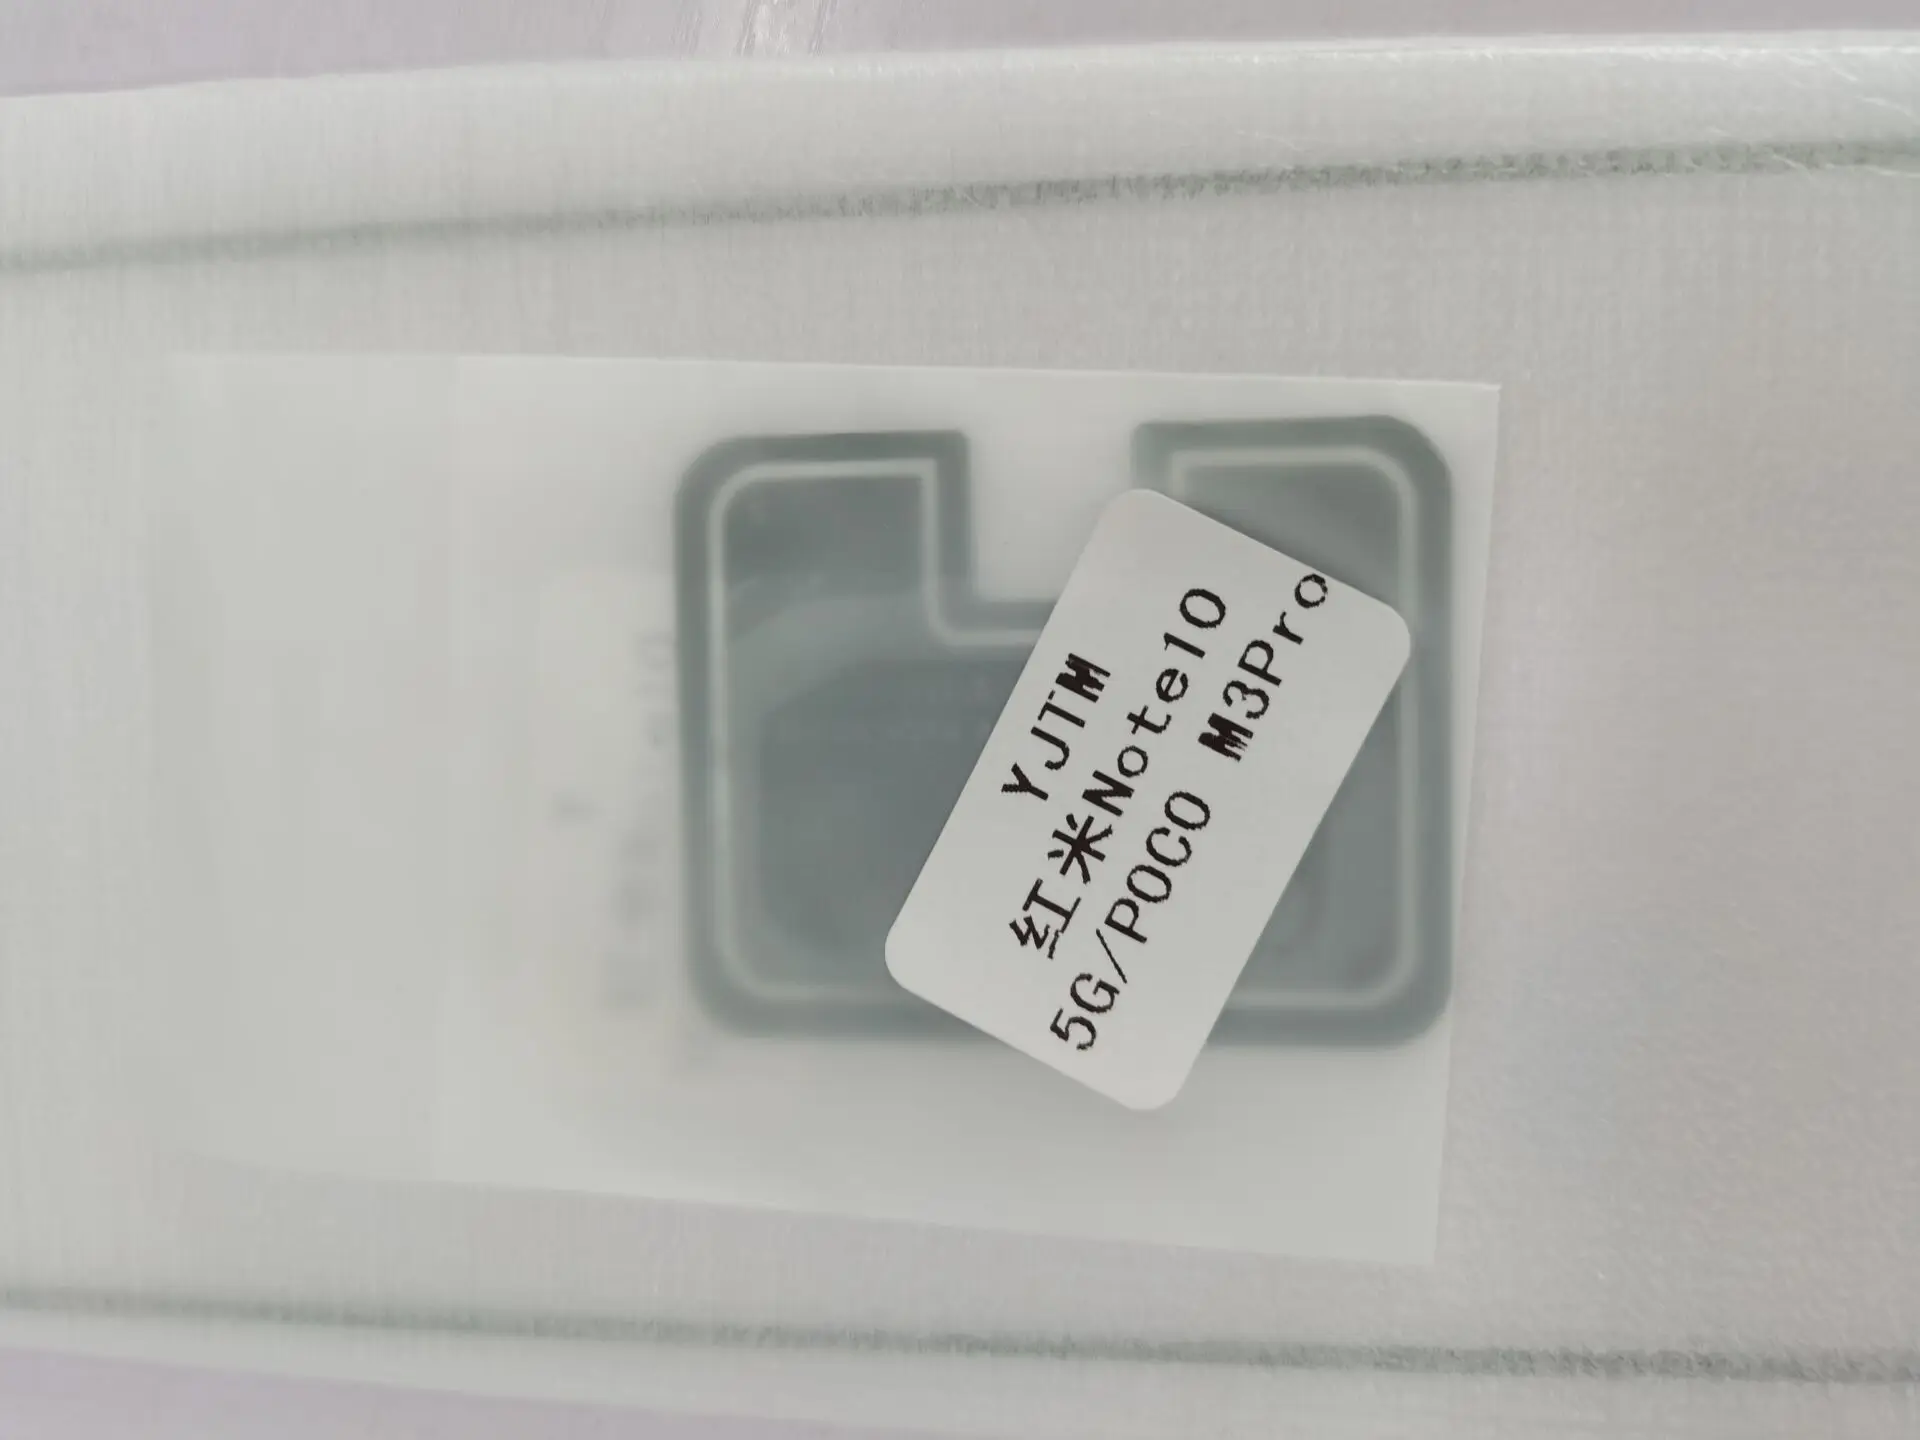 YJTM
红米Note10
5G/POCO M3Pro